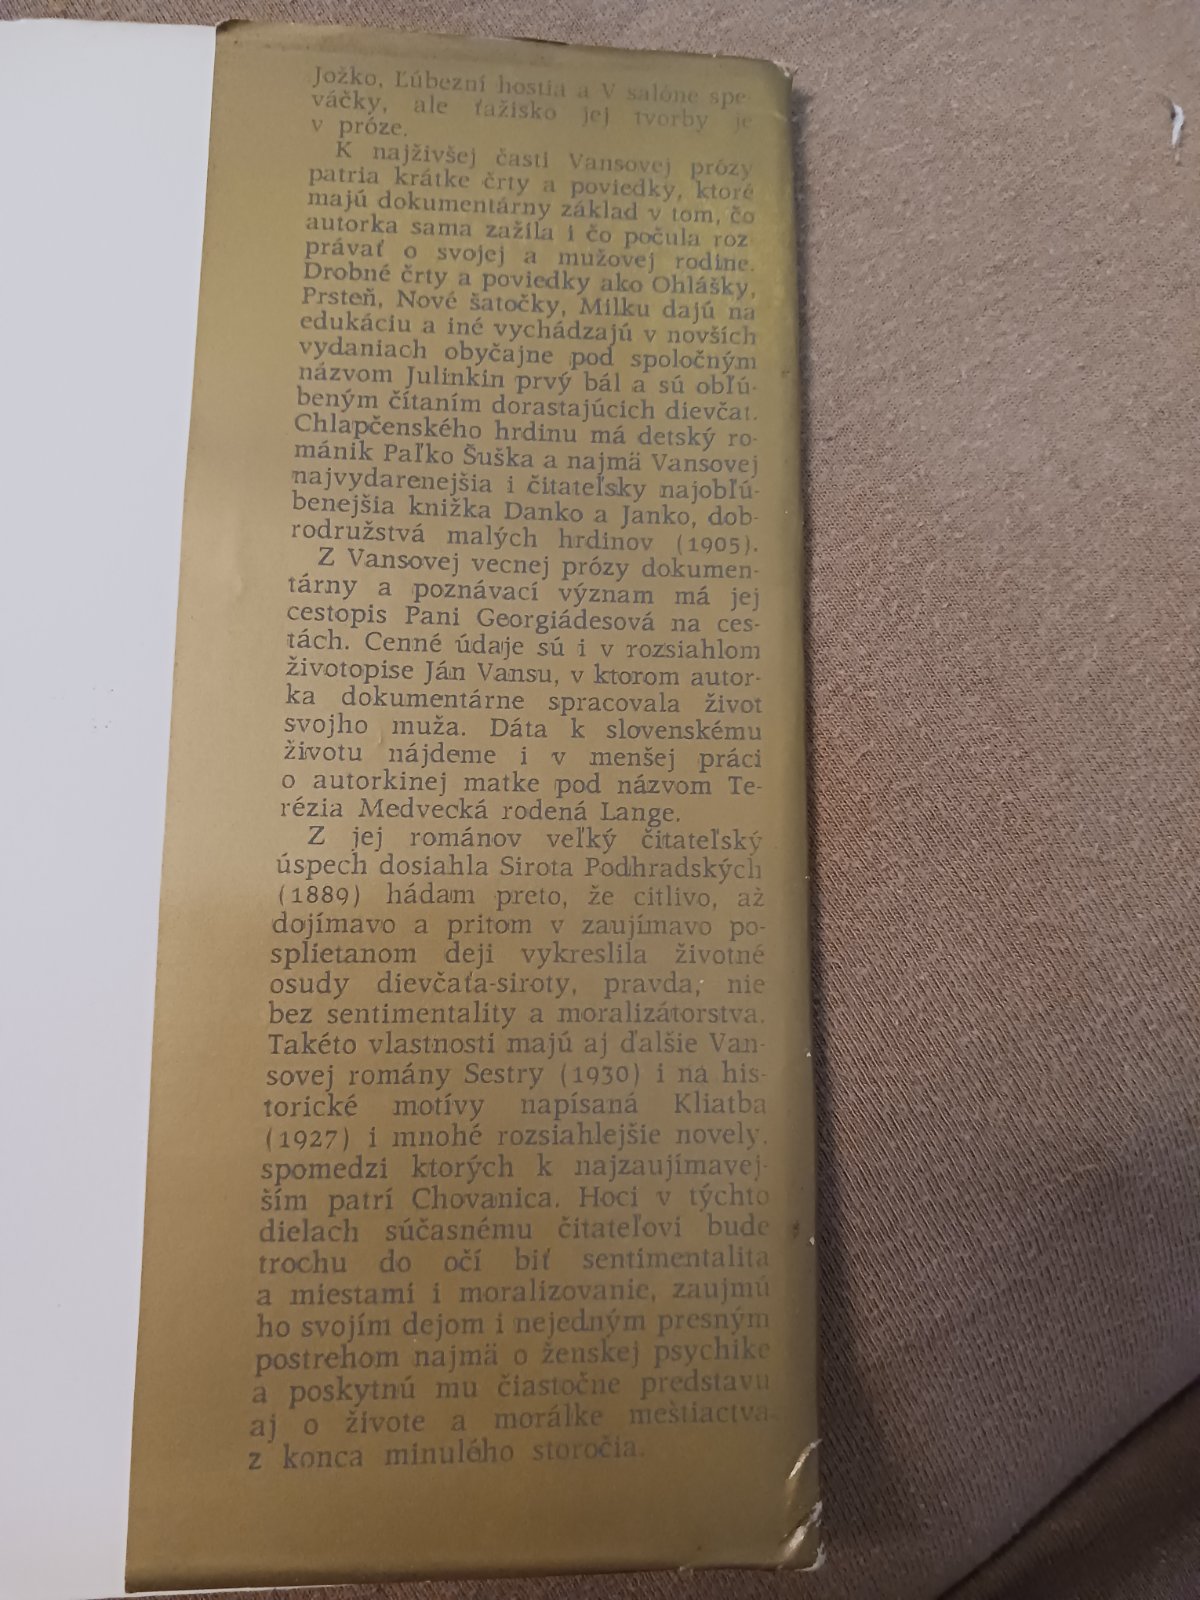 Jožko, Ľúbezní hostia a V salóne spe-
váčky, ale ťažisko jej tvorby je
v próze.
K najživšej časti Vansovej prózy
patria krátke črty a poviedky, ktoré
majú dokumentárny základ v tom, čo
autorka sama zažila i čo počula roz-
právať o svojej a mužovej rodine.
Drobné črty a poviedky ako Ohlášky,
Prsteň, Nové šatočky, Milku dajú na
edukáciu a iné vychádzajú v novších
vydaniach obyčajne pod spoločným
názvom Julinkin prvý bál a sú obľú-
beným čítaním dorastajúcich dievčat.
Chlapčenského hrdinu má detský ro-
mánik Paľko Šuška a najmä Vansovej
najvydarenejšia i čitateľsky najobľú-
benejšia knižka Danko a Janko, dob-
rodružstvá malých hrdinov (1905).
Z Vansovej vecnej prózy dokumen-
tárny a poznávací význam má jej
cestopis Pani Georgiádesová na ces-
tách. Cenné údaje sú i v rozsiahlom
životopise Ján Vansu, v ktorom autor-
ka dokumentárne spracovala život
svojho muža. Dáta k slovenskému
životu nájdeme i v menšej práci
o autorkinej matke pod názvom Te-
rézia Medvecká rodená Lange.
Z jej románov veľký čitateľský
úspech dosiahla Sirota Podhradských
(1889) hádam preto, že citlivo, až
dojímavo a pritom v zaujímavo po-
splietanom deji vykreslila životné
osudy dievčaťa-siroty, pravda, nie
bez sentimentality a moralizátorstva.
Takéto vlastnosti majú aj ďalšie Van-
sovej romány Sestry (1930) i na his-
torické motívy napísaná Kliatba
(1927) i mnohé rozsiahlejšie novely,
spomedzi ktorých k najzaujímavej-
ším patrí Chovanica. Hoci v týchto
dielach súčasnému čitateľovi bude
trochu do očí biť sentimentalita
a miestami i moralizovanie, zaujmú
ho svojím dejom i nejedným presným
postrehom najmä o ženskej psychike
a poskytnú mu čiastočne predstavu
aj o živote a morálke meštiactva
z konca minulého storočia.